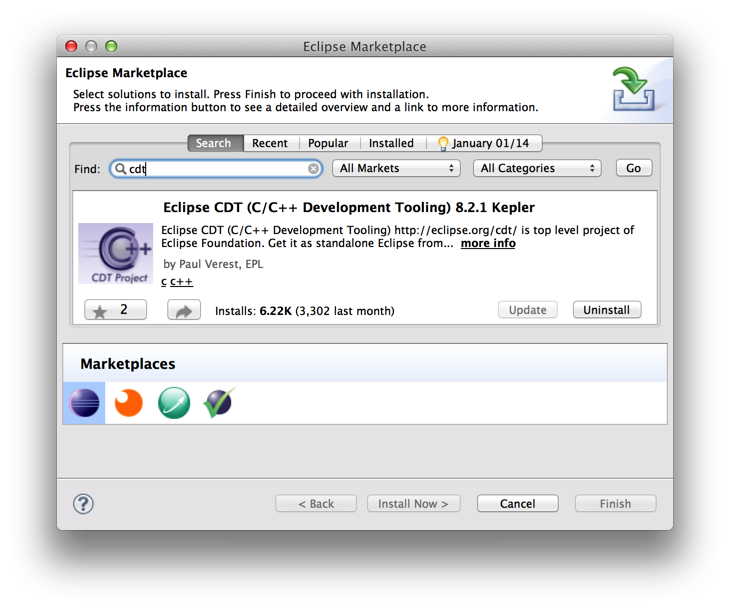 Eclipse Marketplace
Eclipse Marketplace
Select solutions to install. Press Finish to proceed with installation.
Press the information button to see a detailed overview and a link to more information.
Search Recent Popular Installed January 01/14
Find: cdt All Markets All Categories Go
Eclipse CDT (C/C++ Development Tooling) 8.2.1 Kepler
Eclipse CDT (C/C++ Development Tooling) http://eclipse.org/cdt/ is top level project of
Eclipse Foundation. Get it as standalone Eclipse from... more info
by Paul Verest, EPL
C++
CDT Project
c c++
2 Installs: 6.22K (3,302 last month) Update Uninstall
Marketplaces
? < Back Install Now > Cancel Finish